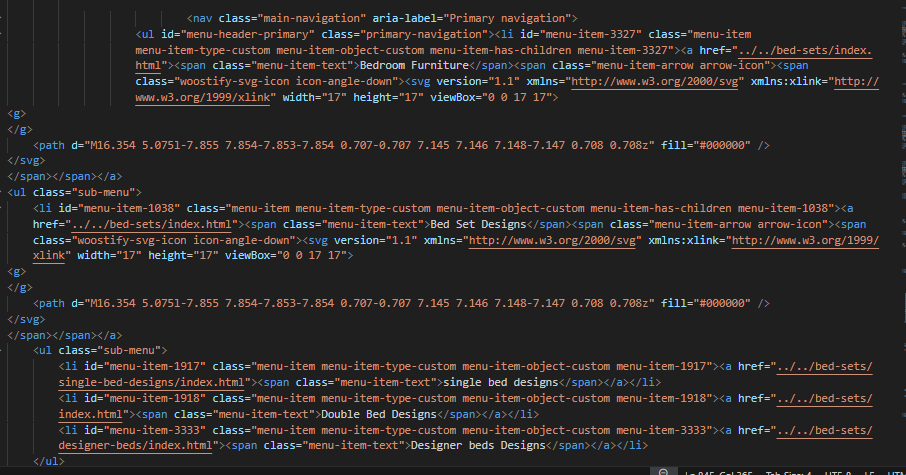 <nav class="main-navigation" aria-label="Primary navigation">
<ul id="menu-header-primary" class="primary-navigation"><li id="menu-item-3327" class="menu-item
menu-item-type-custom menu-item-object-custom menu-item-has-children menu-item-3327"><a href="../../bed-sets/index.
html"><span class="menu-item-text">Bedroom Furniture</span><span class="menu-item-arrow arrow-icon"><span
class="woostify-svg-icon icon-angle-down"><svg version="1.1" xmlns="http://www.w3.org/2000/svg" xmlns:xlink="http://
www.w3.org/1999/xlink" width="17" height="17" viewBox="0 0 17 17">
<g>
</g>
<path d="M16.354 5.075l-7.855 7.854-7.853-7.854 0.707-0.707 7.145 7.146 7.148-7.147 0.708 0.708z" fill="#000000" />
</svg>
</span></span></a>
<ul class="sub-menu">
<li id="menu-item-1038" class="menu-item menu-item-type-custom menu-item-object-custom menu-item-has-children menu-item-1038"><a
href="../../bed-sets/index.html"><span class="menu-item-text">Bed Set Designs</span><span class="menu-item-arrow arrow-icon"><span
class="woostify-svg-icon icon-angle-down"><svg version="1.1" xmlns="http://www.w3.org/2000/svg" xmlns:xlink="http://www.w3.org/1999/
xlink" width="17" height="17" viewBox="0 0 17 17">
<g>
</g>
<path d="M16.354 5.075l-7.855 7.854-7.853-7.854 0.707-0.707 7.145 7.146 7.148-7.147 0.708 0.708z" fill="#000000" />
</svg>
</span></span></a>
<ul class="sub-menu">
<li id="menu-item-1917" class="menu-item menu-item-type-custom menu-item-object-custom menu-item-1917"><a href="../../bed-sets/
single-bed-designs/index.html"><span class="menu-item-text">single bed designs</span></a></li>
<li id="menu-item-1918" class="menu-item menu-item-type-custom menu-item-object-custom menu-item-1918"><a href="../../bed-sets/
index.html"><span class="menu-item-text">Double Bed Designs</span></a></li>
<li id="menu-item-3333" class="menu-item menu-item-type-custom menu-item-object-custom menu-item-3333"><a href="../../bed-sets/
designer-beds/index.html"><span class="menu-item-text">Designer beds Designs</span></a></li>
</ul>